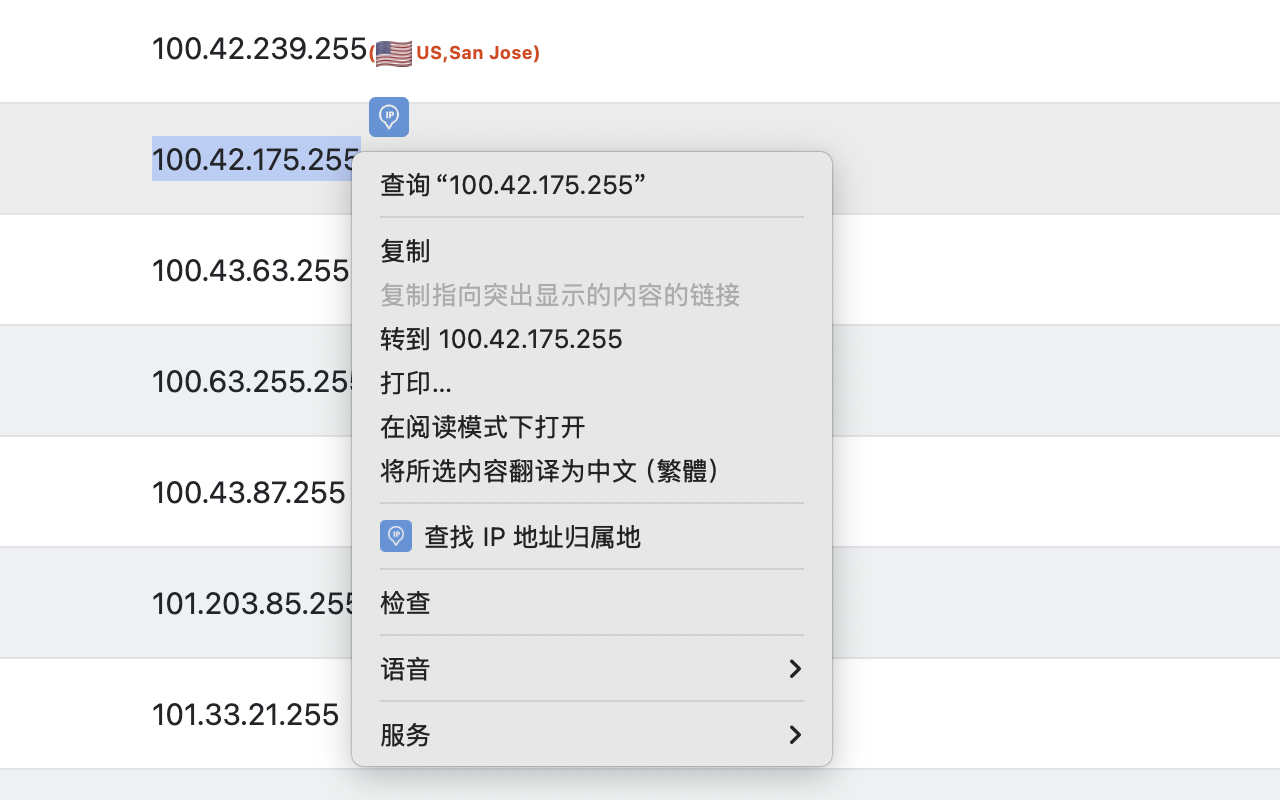 100.42.239.255(🇺🇸 US,San Jose)
IP
100.42.175.255
查询 “100.42.175.255”
100.43.63.255
复制
复制指向突出显示的内容的链接
转到 100.42.175.255
100.63.255.255
打印...
在阅读模式下打开
将所选内容翻译为中文（繁體）
100.43.87.255
IP 查找 IP 地址归属地
101.203.85.255
检查
语音
101.33.21.255
服务